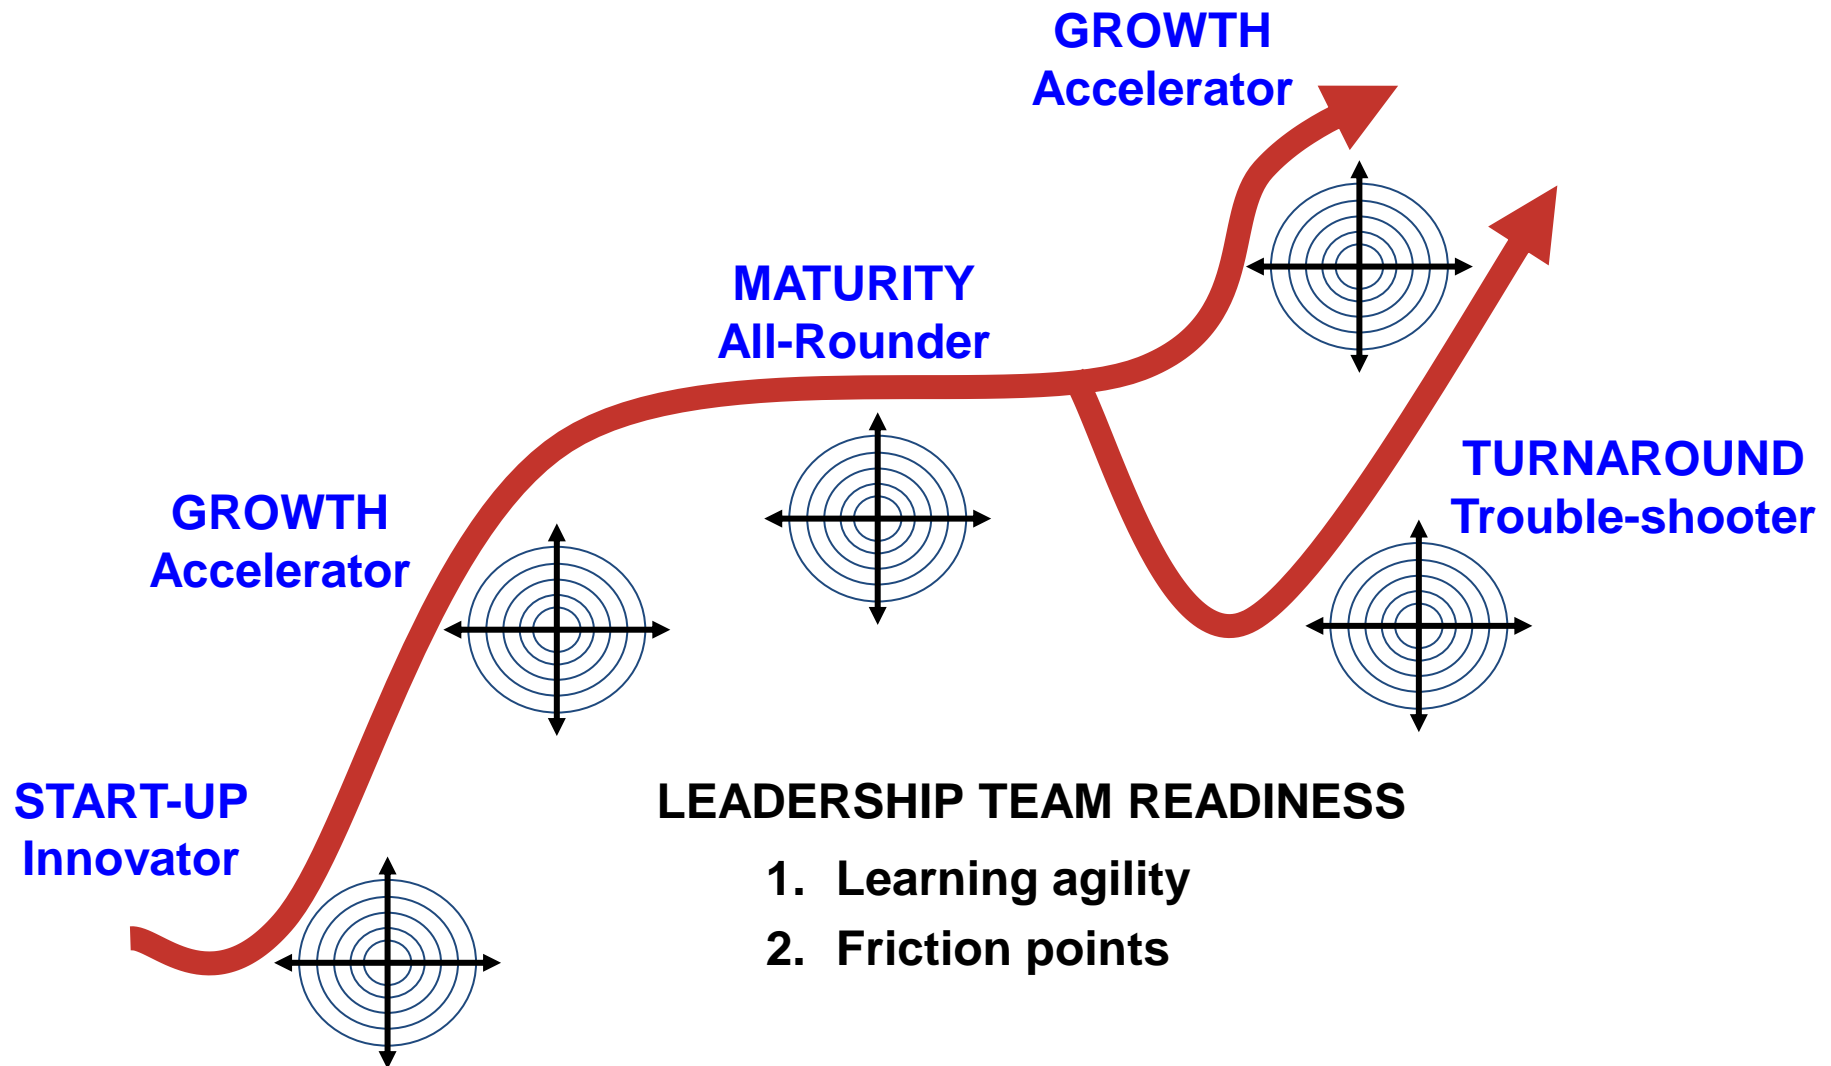 GROWTH
Accelerator
MATURITY
All-Rounder
GROWTH
Accelerator
TURNAROUND
Trouble-shooter
START-UP
Innovator
LEADERSHIP TEAM READINESS
1. Learning agility
2. Friction points